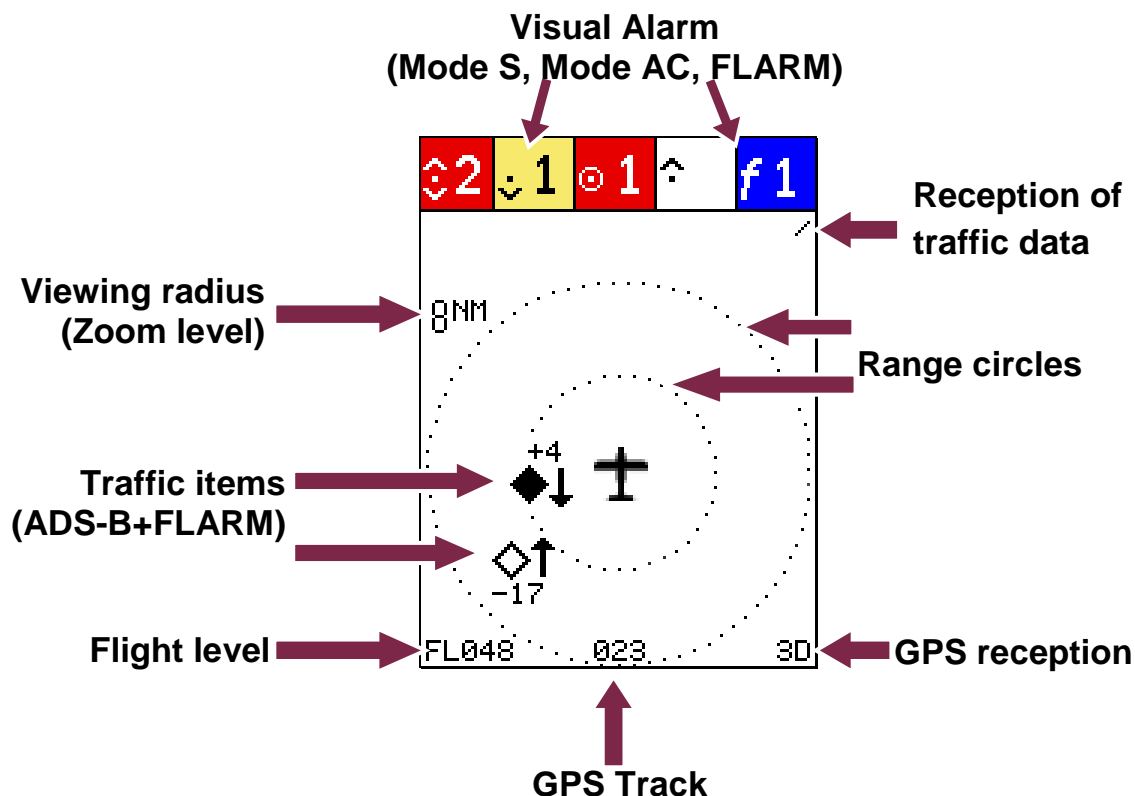 Visual Alarm
(Mode S, Mode AC, FLARM)
2 1 1 f 1
Reception of
traffic data
Viewing radius
(Zoom level)
8NM
Range circles
+4
Traffic items
(ADS-B+FLARM)
-17
Flight level
FL048 023 3D
GPS reception
GPS Track